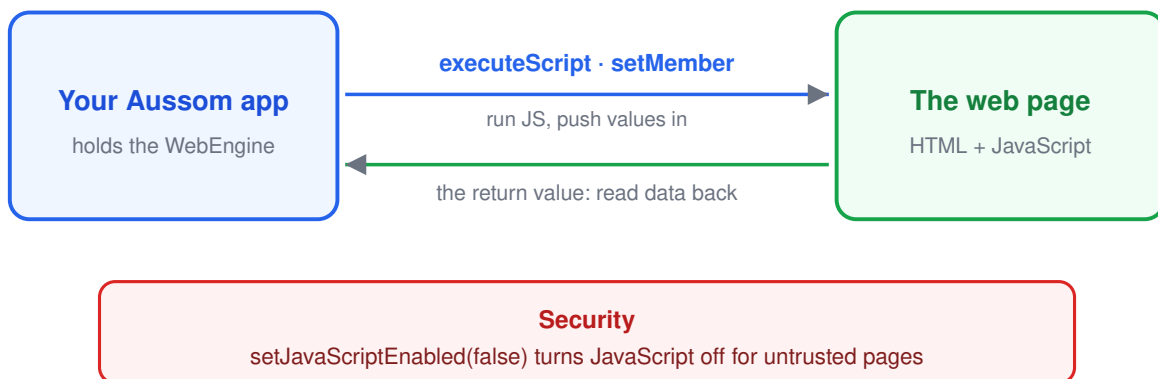 executeScript · setMember
Your Aussom app
The web page
run JS, push values in
holds the WebEngine
HTML + JavaScript
the return value: read data back
Security
setJavaScriptEnabled(false) turns JavaScript off for untrusted pages